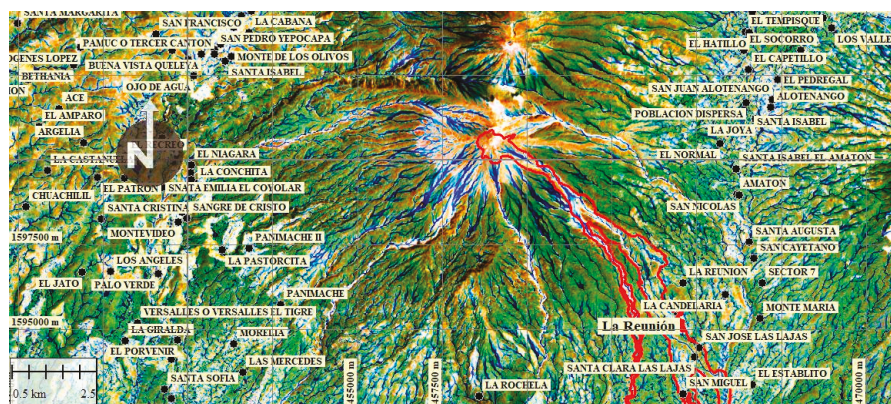 SANTA MARGARITA
SAN FRANCISCO
LA CABANA
PAMUC O TERCER CANTON
SAN PEDRO YEPOCAPA
OGENES LOPEZ
BUENA VISTA QUELEYA
MONTE DE LOS OLIVOS
BETHANIA
SANTA ISABEL
OJO DE AGUA
ACE
EL AMPARO
ARGELIA
N
CREO
EL NIAGARA
LA CONCHITA
EL PATRON
SNATA EMILIA EL COYOLAR
CHUACHILIL
SANTA CRISTINA
SANGRE DE CRISTO
MONTEVIDEO
1597500 m
PANIMACHE II
LOS ANGELES
LA PASTORCITA
EL JATO
PALO VERDE
PANIMACHE
VERSALLES O VERSALLES EL TIGRE
1595000 m
LA GIRALDA
MORELIA
EL PORVENIR
LAS MERCEDES
SANTA SOFIA
0.5 km 2.5
455000 m
457500 m
LA ROCHELA
EL TEMPISQUE
EL HATILLO
EL SOCORRO
LOS VALLE
EL CAPETILLO
EL PEDREGAL
SAN JUAN ALOTENANGO
ALOTENANGO
POBLACION DISPERSA
SANTA ISABEL
LA JOYA
EL NORMAL
SANTA ISABEL EL AMATON
AMATON
SAN NICOLAS
SANTA AUGUSTA
SAN CAYETANO
LA REUNION
SECTOR 7
LA CANDELARIA
MONTE MARIA
La Reunión
SAN JOSE LAS LAJAS
SANTA CLARA LAS LAJAS
SAN MIGUEL
EL ESTABLITO
470000 m